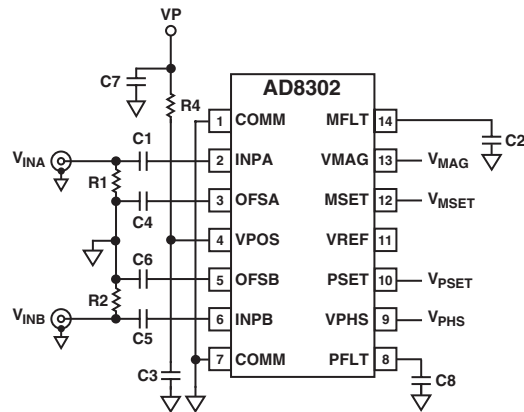 VP
C7
R4
AD8302
1 COMM MFLT 14
C2
C1
VINA
2 INPA VMAG 13 VMAG
R1
3 OFSA MSET 12 VMSET
C4
4 VPOS VREF 11
C6
5 OFSB PSET 10 VPSET
R2
VINB
6 INPB VPHS 9 VPHS
C5
7 COMM PFLT 8
C3
C8